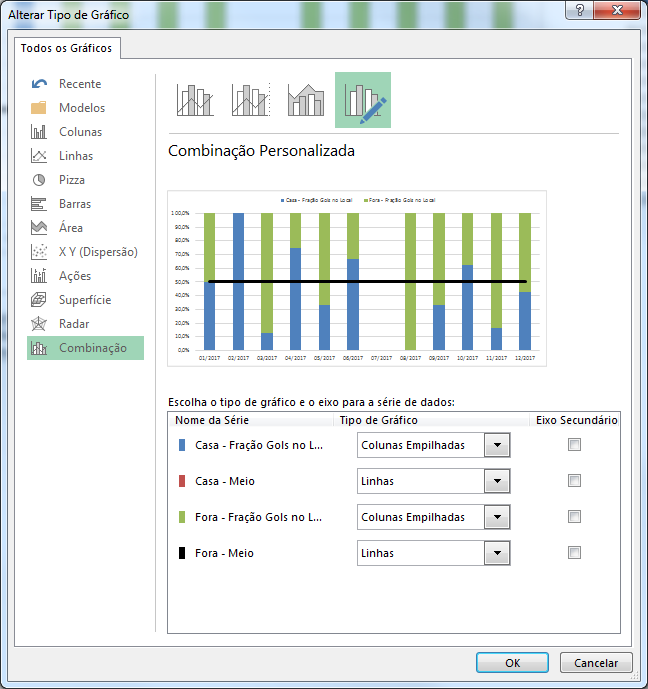 Alterar Tipo de Gráfico
Todos os Gráficos
Recente
Modelos
Colunas
Linhas
Pizza
Barras
Área
X Y (Dispersão)
Ações
Superfície
Radar
Combinação
Combinação Personalizada
Casa - Fração Gols no Local Fora - Fração Gols no Local
100,0%
90,0%
80,0%
70,0%
60,0%
50,0%
40,0%
30,0%
20,0%
10,0%
0,0%
01/2017 02/2017 03/2017 04/2017 05/2017 06/2017 07/2017 08/2017 09/2017 10/2017 11/2017 12/2017
Escolha o tipo de gráfico e o eixo para a série de dados:
Nome da Série Tipo de Gráfico Eixo Secundário
Casa - Fração Gols no L... Colunas Empilhadas
Casa - Meio Linhas
Fora - Fração Gols no L... Colunas Empilhadas
Fora - Meio Linhas
OK Cancelar